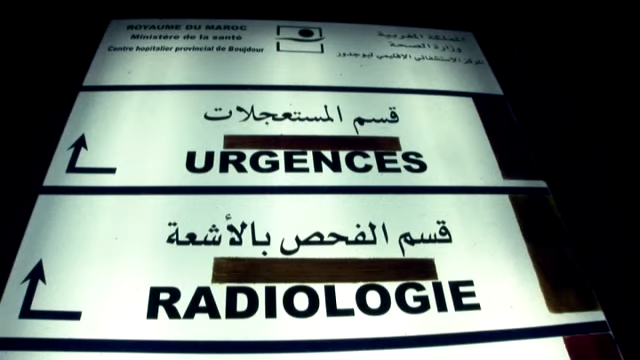 ROYAUME DU MAROC
Ministère de la santé
Centre hospitalier provincial de Boujdour
المملكة المغربية
وزارة الصحة
المركز الاستشفائي الاقليمي لبوجدور
قسم المستعجلات
URGENCES
قسم الفحص بالأشعة
RADIOLOGIE